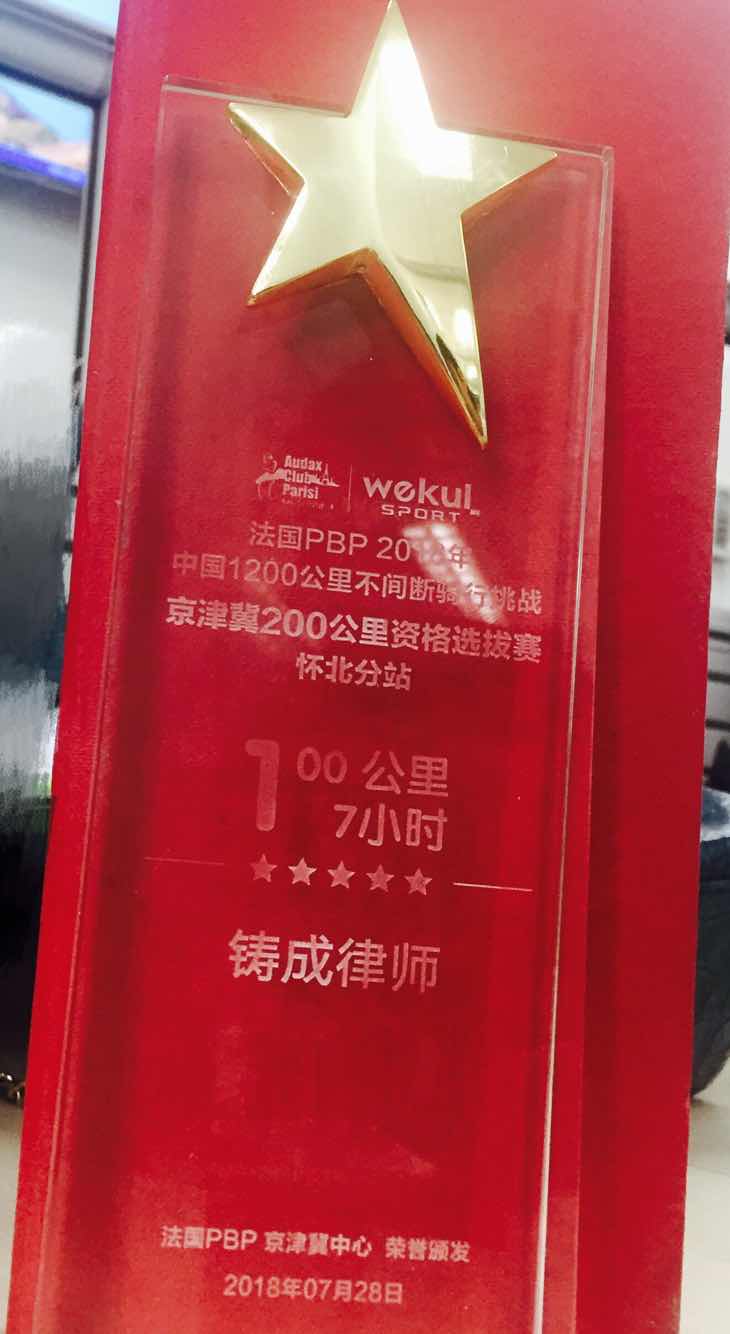 Audax
Club
Parisi
wekul
SPORT
法国PBP 2018年
中国1200公里不间断骑行挑战
京津冀200公里资格选拔赛
怀北分站
100 公里
7小时
铸成律师
法国PBP 京津冀中心 荣誉颁发
2018年07月28日